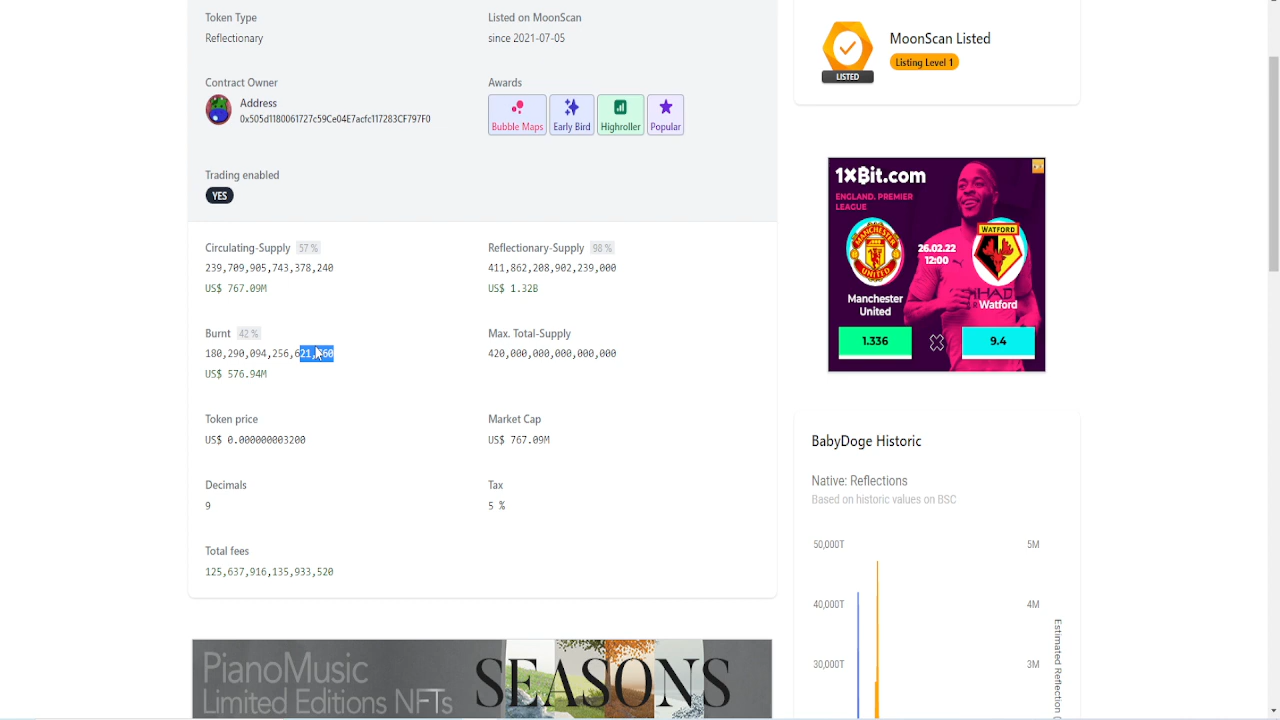 Token Type
Reflectionary
Listed on MoonScan
since 2021-07-05
Contract Owner
Address
0x505d1180061727c59Ce04E7acfc117283CF797F0
Awards
Bubble Maps
Early Bird
Highroller
Popular
Trading enabled
YES
Circulating-Supply 57 %
239,709,905,743,378,240
US$ 767.09M
Reflectionary-Supply 98 %
411,862,208,902,239,000
US$ 1.32B
Burnt 42 %
US$ 576.94M
Max. Total-Supply
420,000,000,000,000,000
Token price
US$ 0.000000003200
Market Cap
US$ 767.09M
Decimals
9
Tax
5 %
Total fees
125,637,916,135,933,520
PianoMusic
Limited Editions NFTs
SEASONS
LISTED
MoonScan Listed
Listing Level 1
1XBit.com
ENGLAND. PREMIER
LEAGUE
MANCHESTER
UNITED
WATFORD
26.02.22
12:00
Manchester
United
Watford
1.336
9.4
BabyDoge Historic
Native: Reflections
Based on historic values on BSC
50,000T
5M
40,000T
4M
30,000T
3M
Estimated Reflection (